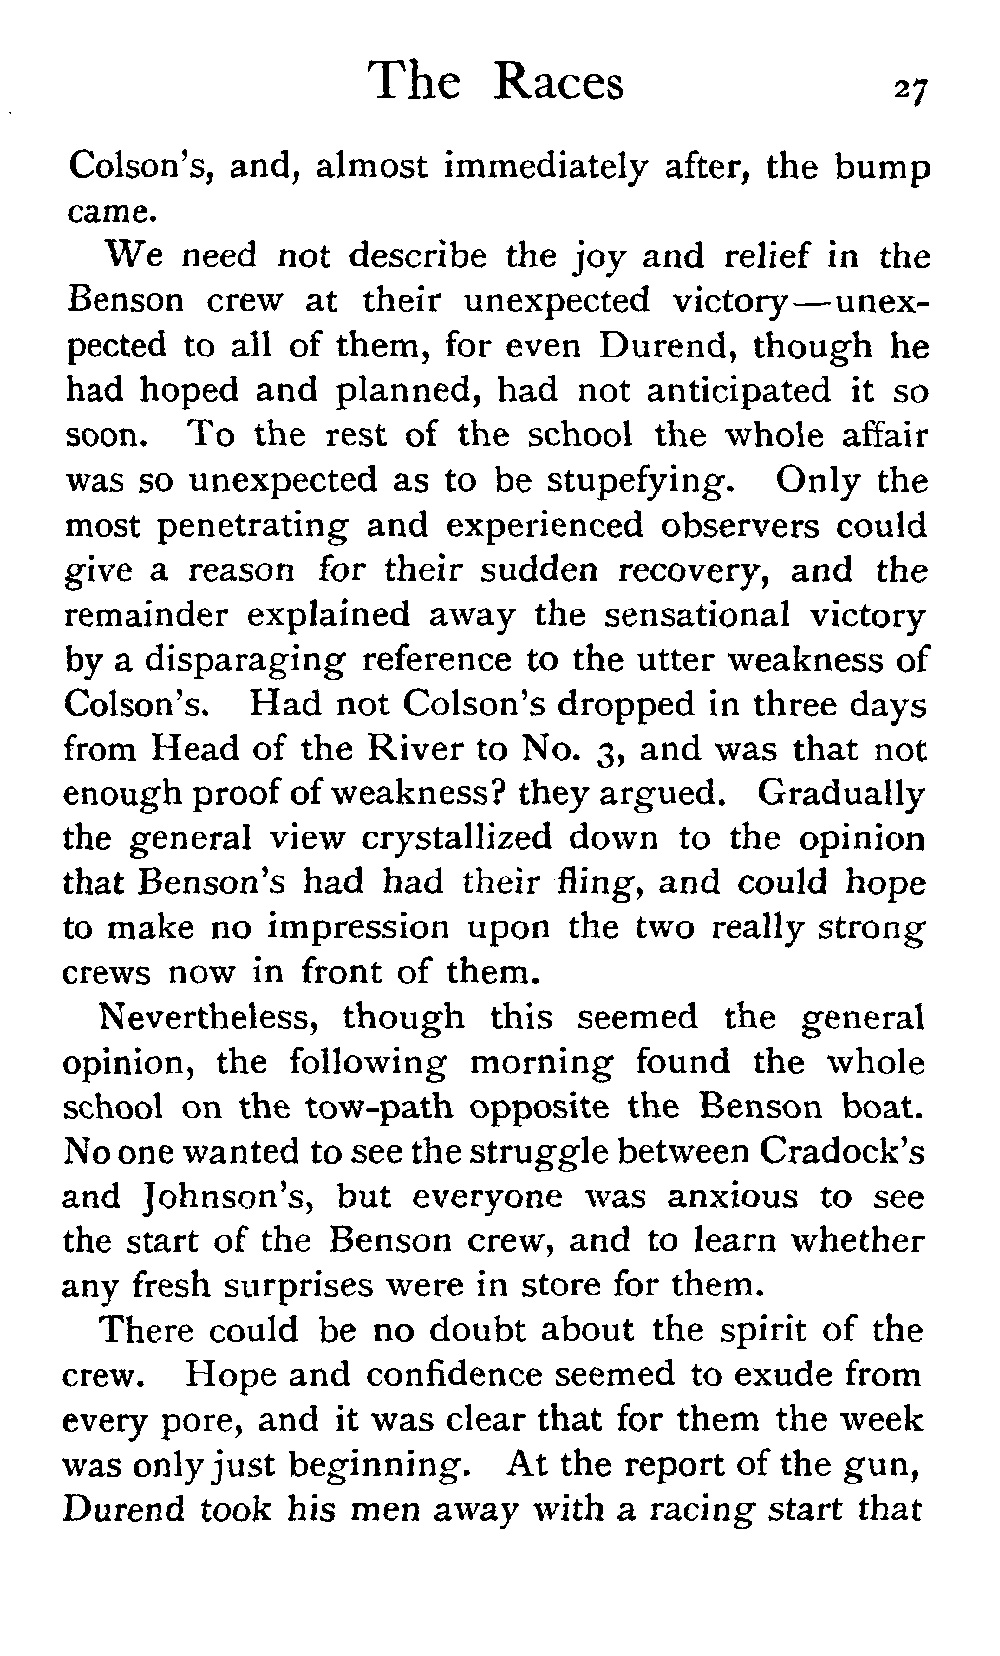 The Races 27
Colson's, and, almost immediately after, the bump
came.
We need not describe the joy and relief in the
Benson crew at their unexpected victory—unex-
pected to all of them, for even Durend, though he
had hoped and planned, had not anticipated it so
soon. To the rest of the school the whole affair
was so unexpected as to be stupefying. Only the
most penetrating and experienced observers could
give a reason for their sudden recovery, and the
remainder explained away the sensational victory
by a disparaging reference to the utter weakness of
Colson's. Had not Colson's dropped in three days
from Head of the River to No. 3, and was that not
enough proof of weakness? they argued. Gradually
the general view crystallized down to the opinion
that Benson's had had their fling, and could hope
to make no impression upon the two really strong
crews now in front of them.
Nevertheless, though this seemed the general
opinion, the following morning found the whole
school on the tow-path opposite the Benson boat.
No one wanted to see the struggle between Cradock's
and Johnson's, but everyone was anxious to see
the start of the Benson crew, and to learn whether
any fresh surprises were in store for them.
There could be no doubt about the spirit of the
crew. Hope and confidence seemed to exude from
every pore, and it was clear that for them the week
was only just beginning. At the report of the gun,
Durend took his men away with a racing start that